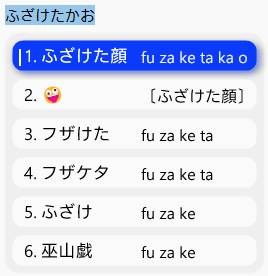 ふざけたかお
1. ふざけた顔 fu za ke ta ka o
2. 🤪 〔ふざけた顔〕
3. フザけた fu za ke ta
4. フザケタ fu za ke ta
5. ふざけ fu za ke
6. 巫山戯 fu za ke